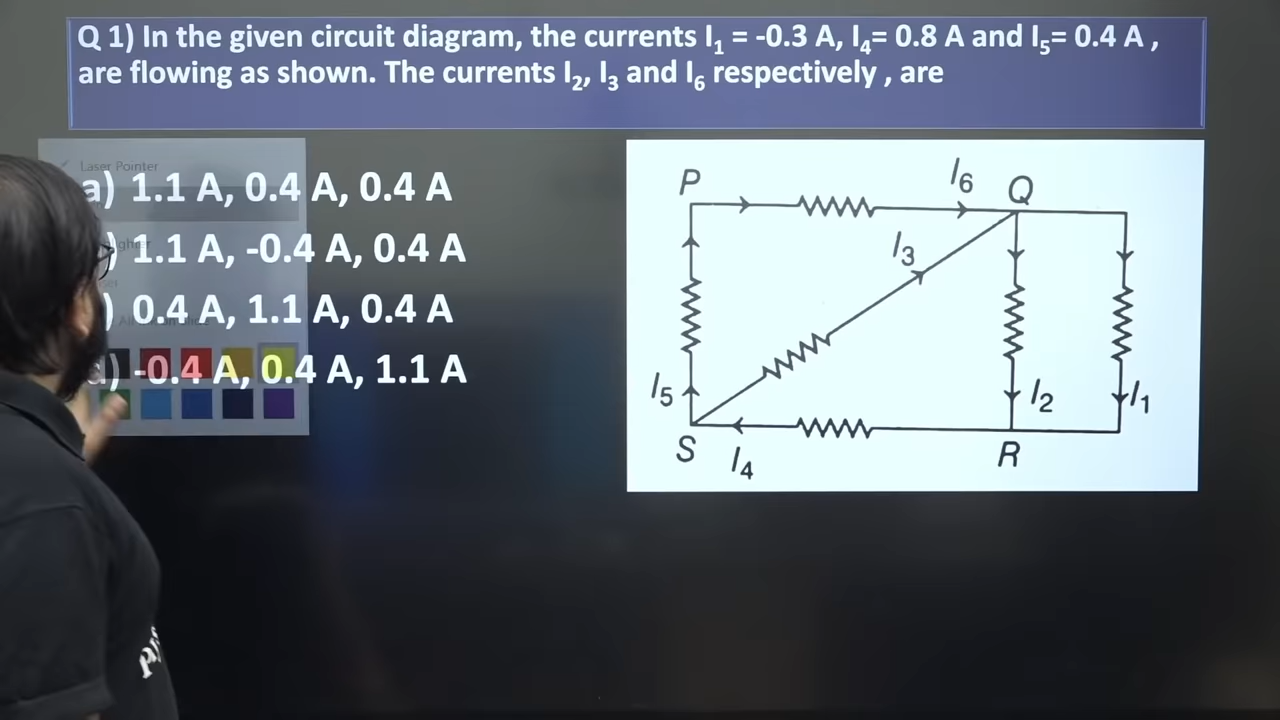 Q 1) In the given circuit diagram, the currents I₁ = -0.3 A, I₄= 0.8 A and I₅= 0.4 A ,
are flowing as shown. The currents I₂, I₃ and I₆ respectively , are
Laser Pointer
a) 1.1 A, 0.4 A, 0.4 A
) 1.1 A, -0.4 A, 0.4 A
) 0.4 A, 1.1 A, 0.4 A
d) -0.4 A, 0.4 A, 1.1 A
P
I₆
Q
I₃
I₅
I₂
I₁
S
I₄
R